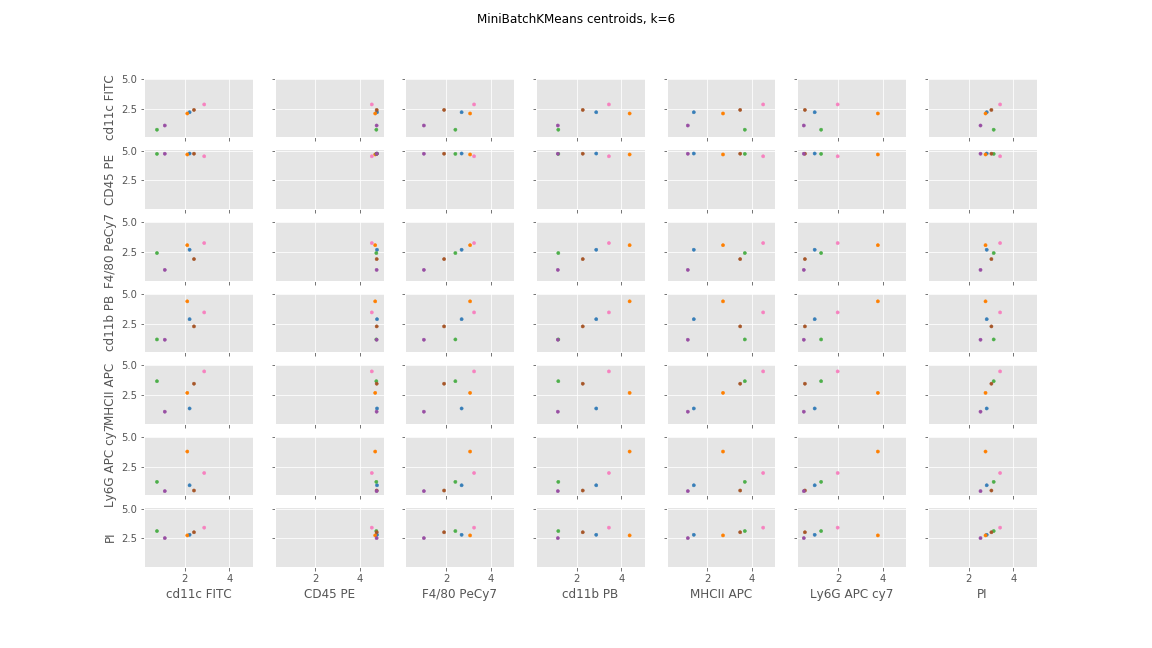 MiniBatchKMeans centroids, k=6
cd11c FITC
5.0
2.5
CD45 PE
5.0
2.5
F4/80 PeCy7
5.0
2.5
cd11b PB
5.0
2.5
MHCII APC
5.0
2.5
Ly6G APC cy7
5.0
2.5
PI
5.0
2.5
2 4 2 4 2 4 2 4 2 4 2 4 2 4
cd11c FITC CD45 PE F4/80 PeCy7 cd11b PB MHCII APC Ly6G APC cy7 PI